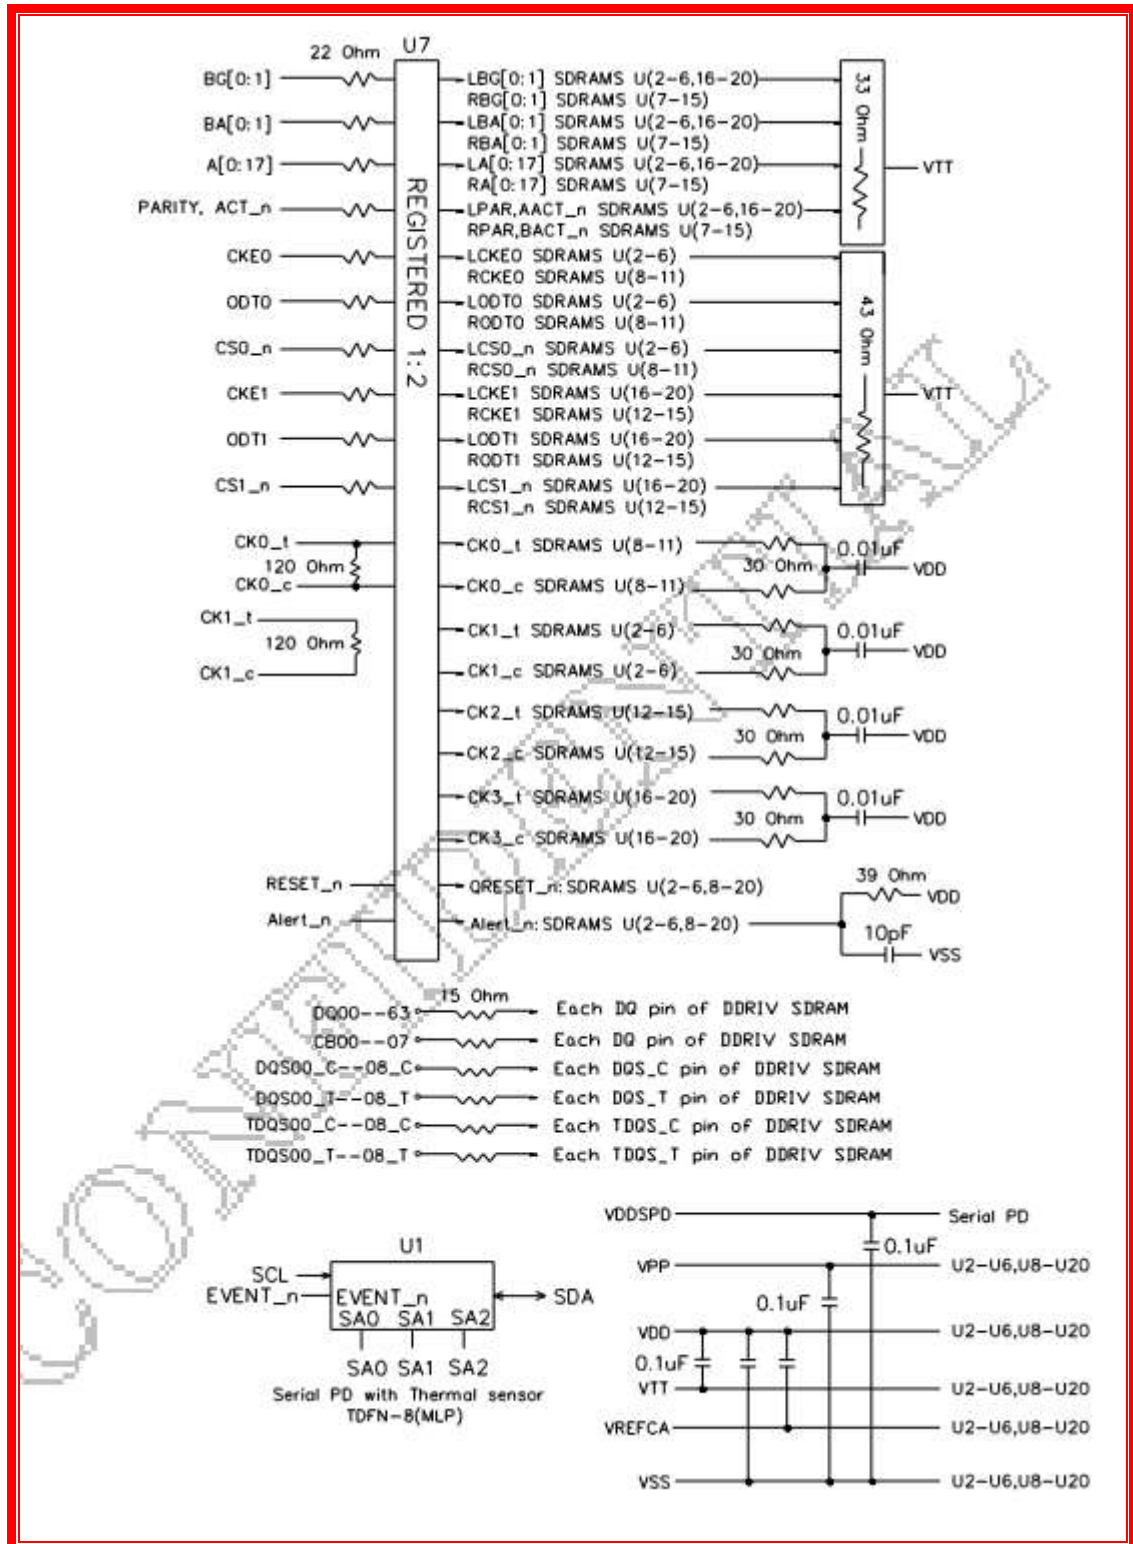 22 Ohm
U7
BG[0:1]
LBG[0:1] SDRAMS U(2-6,16-20)
RBG[0:1] SDRAMS U(7-15)
BA[0:1]
LBA[0:1] SDRAMS U(2-6,16-20)
RBA[0:1] SDRAMS U(7-15)
A[0:17]
LA[0:17] SDRAMS U(2-6,16-20)
RA[0:17] SDRAMS U(7-15)
33 Ohm
VTT
PARITY, ACT_n
LPAR,AACT_n SDRAMS U(2-6,16-20)
RPAR,BACT_n SDRAMS U(7-15)
REGISTERED 1:2
CKE0
LCKE0 SDRAMS U(2-6)
RCKE0 SDRAMS U(8-11)
ODT0
LODT0 SDRAMS U(2-6)
RODT0 SDRAMS U(8-11)
CS0_n
LCS0_n SDRAMS U(2-6)
RCS0_n SDRAMS U(8-11)
43 Ohm
VTT
CKE1
LCKE1 SDRAMS U(16-20)
RCKE1 SDRAMS U(12-15)
ODT1
LODT1 SDRAMS U(16-20)
RODT1 SDRAMS U(12-15)
CS1_n
LCS1_n SDRAMS U(16-20)
RCS1_n SDRAMS U(12-15)
CK0_t
CK0_t SDRAMS U(8-11)
0.01uF
120 Ohm
30 Ohm
VDD
CK0_c
CK0_c SDRAMS U(8-11)
CK1_t
CK1_t SDRAMS U(2-6)
0.01uF
120 Ohm
30 Ohm
VDD
CK1_c
CK1_c SDRAMS U(2-6)
CK2_t SDRAMS U(12-15)
0.01uF
30 Ohm
VDD
CK2_c SDRAMS U(12-15)
CK3_t SDRAMS U(16-20)
0.01uF
30 Ohm
VDD
CK3_c SDRAMS U(16-20)
RESET_n
QRESET_n: SDRAMS U(2-6,8-20)
39 Ohm
VDD
Alert_n
Alert_n: SDRAMS U(2-6,8-20)
10pF
VSS
15 Ohm
DQ00--63
Each DQ pin of DDRIV SDRAM
CB00--07
Each DQ pin of DDRIV SDRAM
DQS00_C--08_C
Each DQS_C pin of DDRIV SDRAM
DQS00_T--08_T
Each DQS_T pin of DDRIV SDRAM
TDQS00_C--08_C
Each TDQS_C pin of DDRIV SDRAM
TDQS00_T--08_T
Each TDQS_T pin of DDRIV SDRAM
U1
SCL
EVENT_n
EVENT_n
SA0 SA1 SA2
SDA
SA0 SA1 SA2
Serial PD with Thermal sensor
TDFN-8(MLP)
VDDSPD
Serial PD
0.1uF
VPP
U2-U6,U8-U20
0.1uF
VDD
U2-U6,U8-U20
0.1uF
VTT
U2-U6,U8-U20
VREFCA
U2-U6,U8-U20
VSS
U2-U6,U8-U20
CONFIDENTIAL